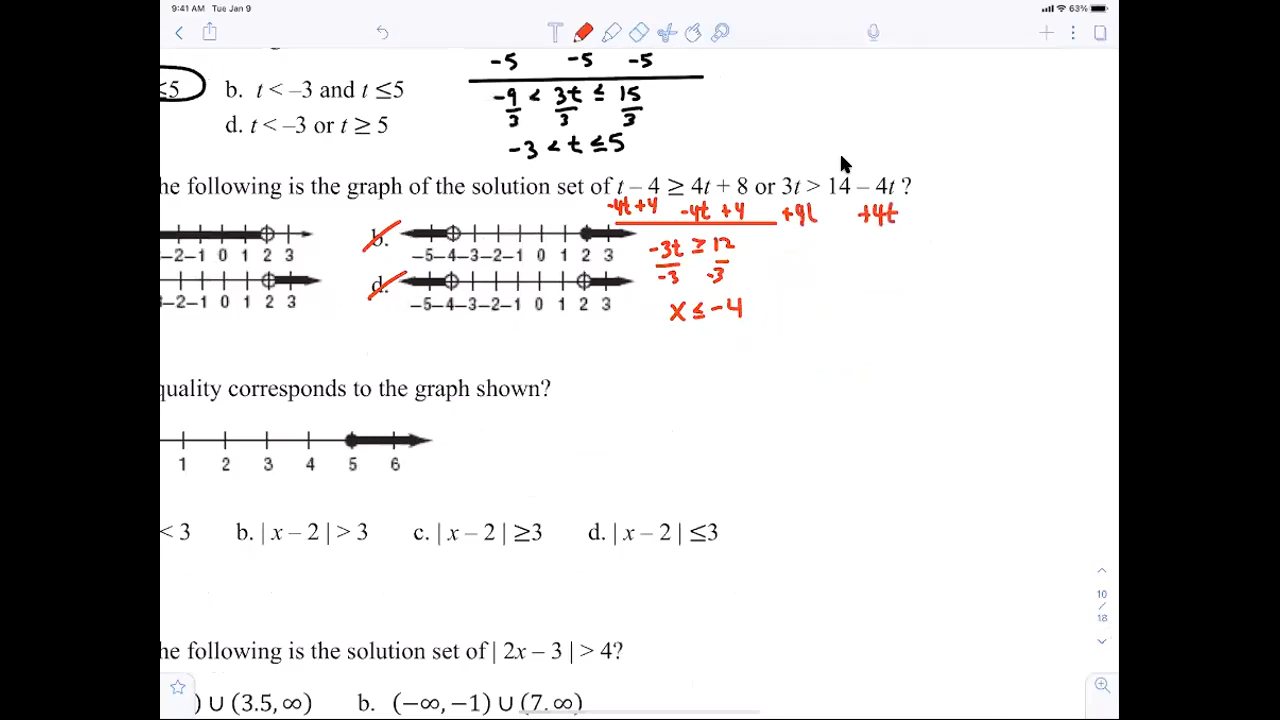 9:41 AM Tue Jan 9 63%
-5 -5 -5
≤5 b. t < –3 and t ≤5
-9/3 < 3t/3 ≤ 15/3
d. t < –3 or t ≥ 5
-3 < t ≤ 5
he following is the graph of the solution set of t – 4 ≥ 4t + 8 or 3t > 14 – 4t ?
-4t +4 -4t +4 +4t
b.
-3t/-3 ≥ 12/-3
–2–1 0 1 2 3 –5–4–3–2–1 0 1 2 3
d.
–2–1 0 1 2 3 –5–4–3–2–1 0 1 2 3
x ≤ -4
quality corresponds to the graph shown?
1 2 3 4 5 6
< 3 b. | x – 2 | > 3 c. | x – 2 | ≥3 d. | x – 2 | ≤3
10
/
18
he following is the solution set of | 2x – 3 | > 4?
) ∪ (3.5, ∞) b. (−∞, −1) ∪ (7, ∞)